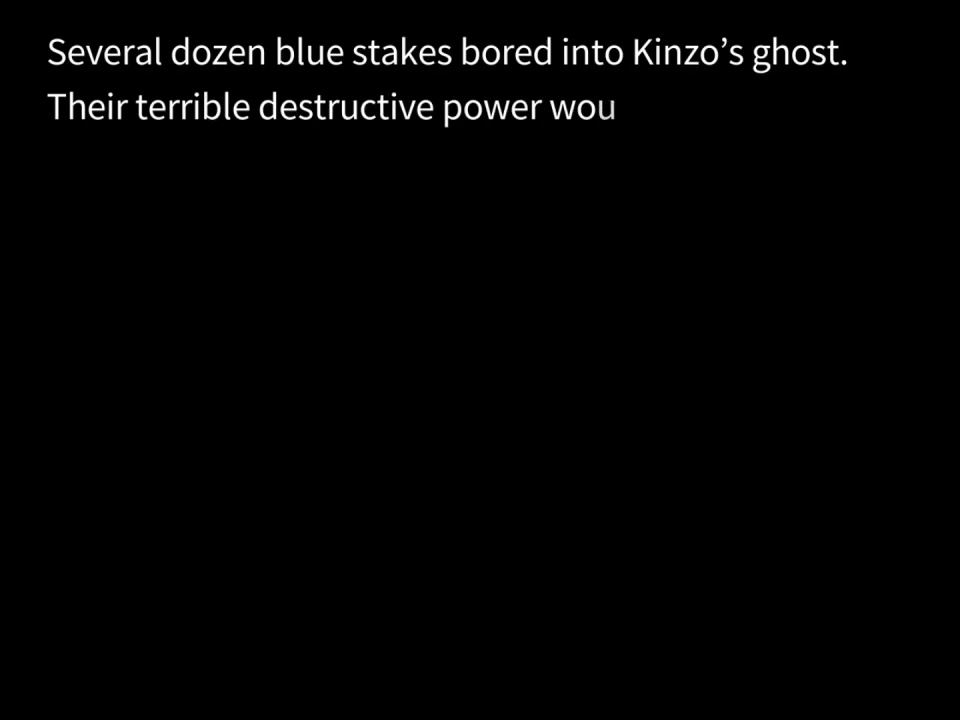 Several dozen blue stakes bored into Kinzo’s ghost.
Their terrible destructive power wou